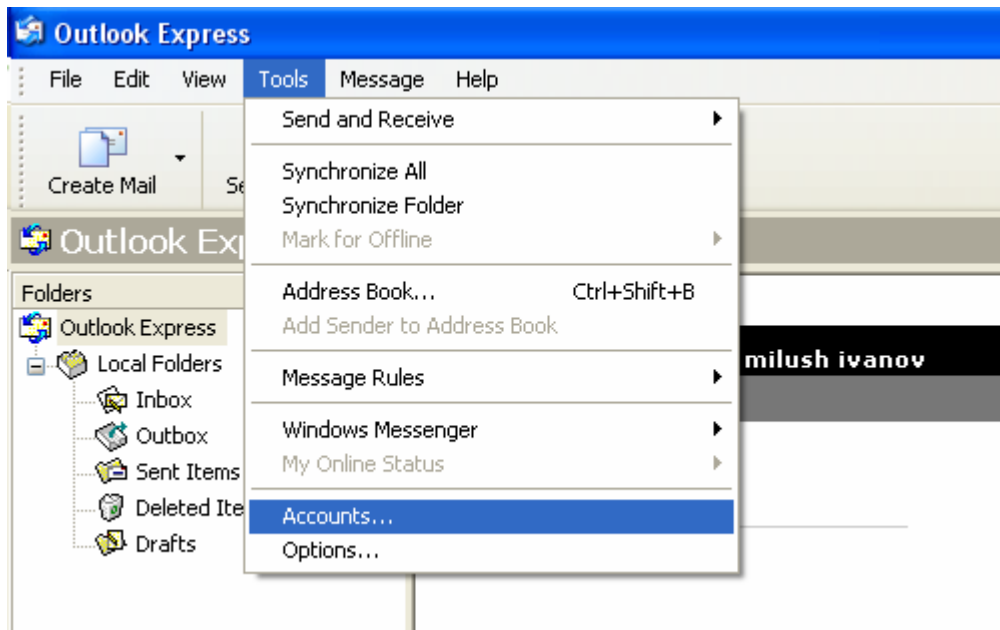 Outlook Express
File Edit View Tools Message Help
Send and Receive
Synchronize All
Synchronize Folder
Mark for Offline
Address Book... Ctrl+Shift+B
Add Sender to Address Book
Message Rules
Windows Messenger
My Online Status
Accounts...
Options...
Create Mail
Outlook
Folders
Outlook Express
Local Folders
Inbox
Outbox
Sent Items
Deleted
Drafts
milush ivanov